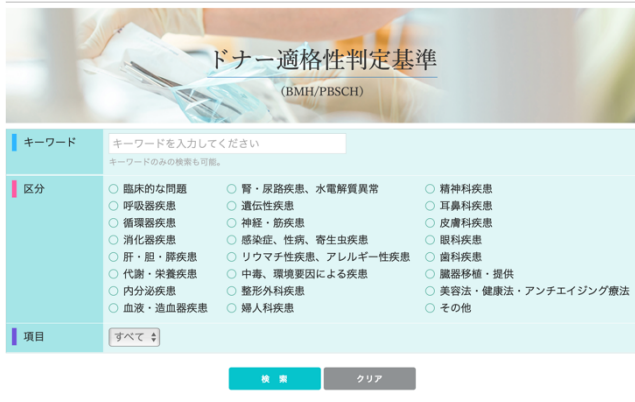 ドナー適格性判定基準
(BMH/PBSCH)
キーワード
キーワードを入力してください
キーワードのみの検索も可能。
区分
臨床的な問題 腎・尿路疾患、水電解質異常 精神科疾患
呼吸器疾患 遺伝性疾患 耳鼻科疾患
循環器疾患 神経・筋疾患 皮膚科疾患
消化器疾患 感染症、性病、寄生虫疾患 眼科疾患
肝・胆・膵疾患 リウマチ性疾患、アレルギー性疾患 歯科疾患
代謝・栄養疾患 中毒、環境要因による疾患 臓器移植・提供
内分泌疾患 整形外科疾患 美容法・健康法・アンチエイジング療法
血液・造血器疾患 婦人科疾患 その他
項目 すべて
検 索 クリア